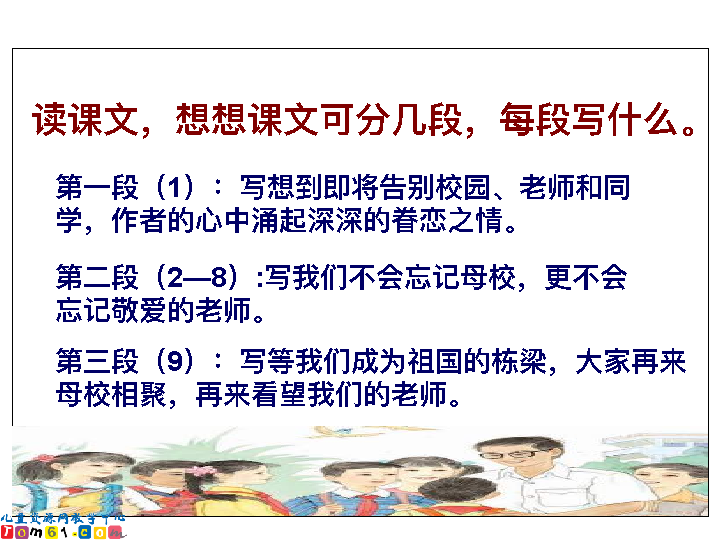 读课文，想想课文可分几段，每段写什么。
第一段（1）：写想到即将告别校园、老师和同
学，作者的心中涌起深深的眷恋之情。
第二段（2—8）:写我们不会忘记母校，更不会
忘记敬爱的老师。
第三段（9）：写等我们成为祖国的栋梁，大家再来
母校相聚，再来看望我们的老师。
儿童资源网教学中心
Tom61.com